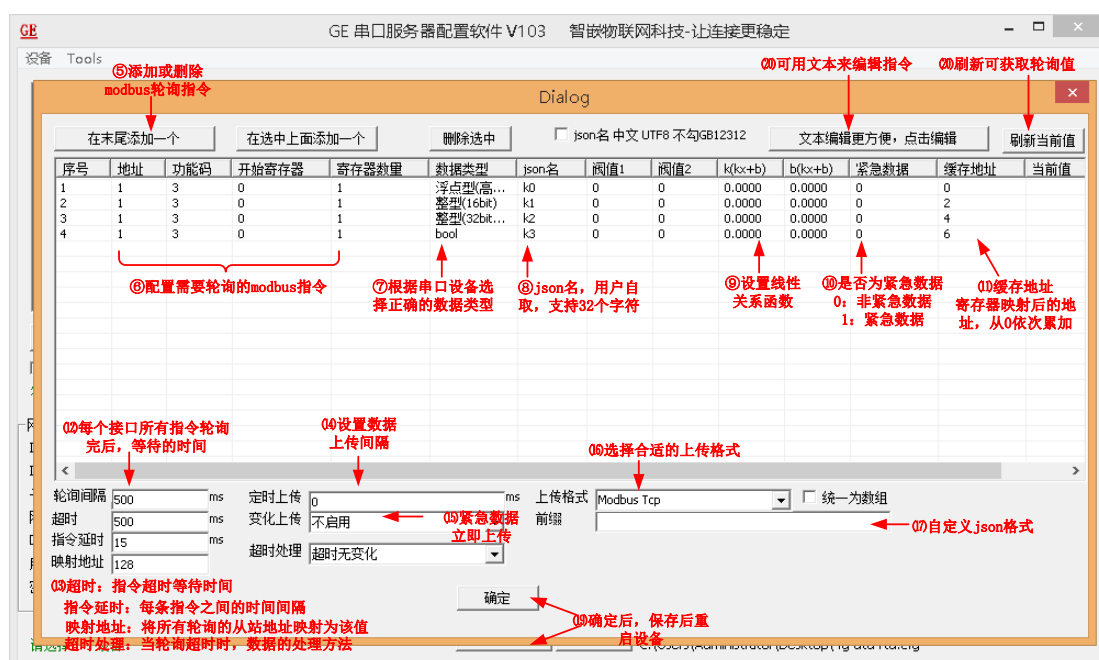 GE
GE 串口服务器配置软件 V103 智嵌物联网科技-让连接更稳定
设备 Tools
⑤添加或删除
modbus轮询指令
⒇可用文本来编辑指令
⒇刷新可获取轮询值
Dialog
在末尾添加一个 在选中上面添加一个 删除选中 json名 中文 UTF8 不勾GB12312 文本编辑更方便，点击编辑 刷新当前值
序号 地址 功能码 开始寄存器 寄存器数量 数据类型 json名 阀值1 阀值2 k(kx+b) b(kx+b) 紧急数据 缓存地址 当前值
1 1 3 0 1 浮点型(高... k0 0 0 0.0000 0.0000 0 0
2 1 3 0 1 整型(16bit) k1 0 0 0.0000 0.0000 0 2
3 1 3 0 1 整型(32bit... k2 0 0 0.0000 0.0000 0 4
4 1 3 0 1 bool k3 0 0 0.0000 0.0000 0 6
⑥配置需要轮询的modbus指令
⑦根据串口设备选
择正确的数据类型
⑧json名，用户自
取，支持32个字符
⑨设置线性
关系函数
⑩是否为紧急数据
0：非紧急数据
1：紧急数据
⑾缓存地址
寄存器映射后的地
址，从0依次累加
⑿每个接口所有指令轮询
完后，等待的时间
⒁设置数据
上传间隔
⒃选择合适的上传格式
轮询间隔 500 ms 定时上传 0 ms 上传格式 Modbus Tcp 统一为数组
超时 500 ms 变化上传 不启用 前缀
⒂紧急数据
立即上传
⒄自定义json格式
指令延时 15 ms
超时处理 超时无变化
映射地址 128
⒀超时：指令超时等待时间
指令延时：每条指令之间的时间间隔
映射地址：将所有轮询的从站地址映射为该值
超时处理：当轮询超时时，数据的处理方法
确定
⒆确定后，保存后重
启设备